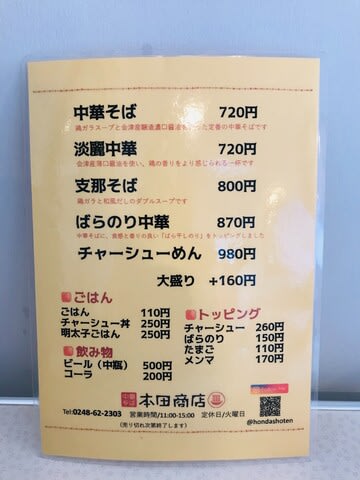 中華そば 720円
鶏ガラスープと会津産醸造濃口醤油を使った定番の中華そばです
淡麗中華 720円
会津産薄口醤油を使い、鶏の香りをより感じられる一杯です
支那そば 800円
鶏ガラと和風だしのダブルスープです
ばらのり中華 870円
中華そばに、食感と香りの良い「ばら干しのり」をトッピングしました
チャーシューめん 980円
大盛り +160円
ごはん
ごはん 110円
チャーシュー丼 250円
明太子ごはん 250円
飲み物
ビール(中瓶) 500円
コーラ 200円
トッピング
チャーシュー 260円
ばらのり 150円
たまご 110円
メンマ 170円
中華そば 本田商店
Tel:0248-62-2303 営業時間/11:00-15:00 定休日/火曜日
(売り切れ次第終了します)
@hondashoten